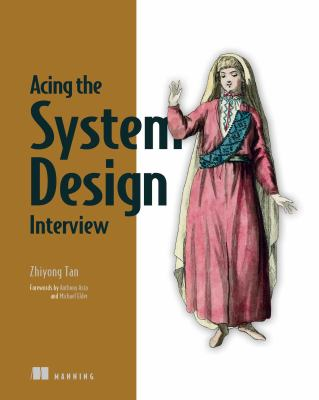 Acing the
System
Design
Interview
Zhiyong Tan
Forewords by Anthony Asta
and Michael Elder
MANNING